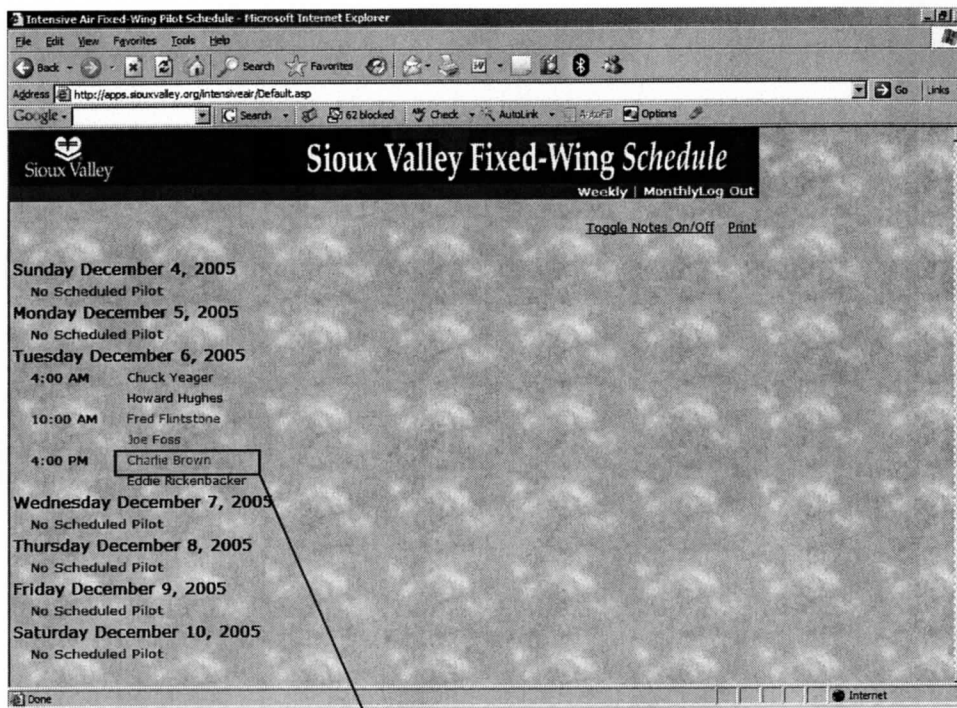 Intensive Air Fixed-Wing Pilot Schedule - Microsoft Internet Explorer
File Edit View Favorites Tools Help
Back Search Favorites
Address http://apps.siouxvalley.org/intensiveair/Default.asp Go Links
Google Search 62 blocked Check AutoLink AutoFill Options
Sioux Valley
Sioux Valley Fixed-Wing Schedule
Weekly | MonthlyLog Out
Toggle Notes On/Off Print
Sunday December 4, 2005
No Scheduled Pilot
Monday December 5, 2005
No Scheduled Pilot
Tuesday December 6, 2005
4:00 AM Chuck Yeager
Howard Hughes
10:00 AM Fred Flintstone
Joe Foss
4:00 PM Charlie Brown
Eddie Rickenbacker
Wednesday December 7, 2005
No Scheduled Pilot
Thursday December 8, 2005
No Scheduled Pilot
Friday December 9, 2005
No Scheduled Pilot
Saturday December 10, 2005
No Scheduled Pilot
Done Internet